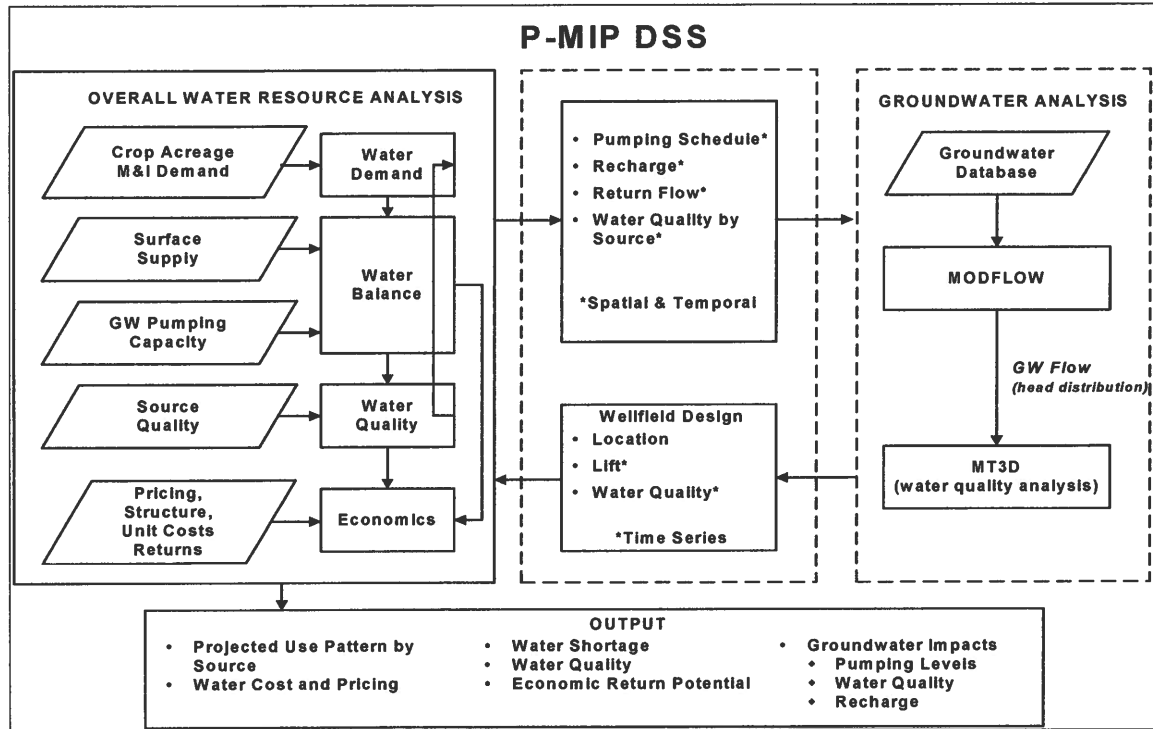 P-MIP DSS
OVERALL WATER RESOURCE ANALYSIS
Crop Acreage
M&I Demand
Water
Demand
Surface
Supply
Water
Balance
GW Pumping
Capacity
Source
Quality
Water
Quality
Pricing,
Structure,
Unit Costs
Returns
Economics
• Pumping Schedule*
• Recharge*
• Return Flow*
• Water Quality by
Source*
*Spatial & Temporal
Wellfield Design
• Location
• Lift*
• Water Quality*
*Time Series
GROUNDWATER ANALYSIS
Groundwater
Database
MODFLOW
GW Flow
(head distribution)
MT3D
(water quality analysis)
OUTPUT
• Projected Use Pattern by
Source
• Water Cost and Pricing
• Water Shortage
• Water Quality
• Economic Return Potential
• Groundwater Impacts
◆ Pumping Levels
◆ Water Quality
◆ Recharge